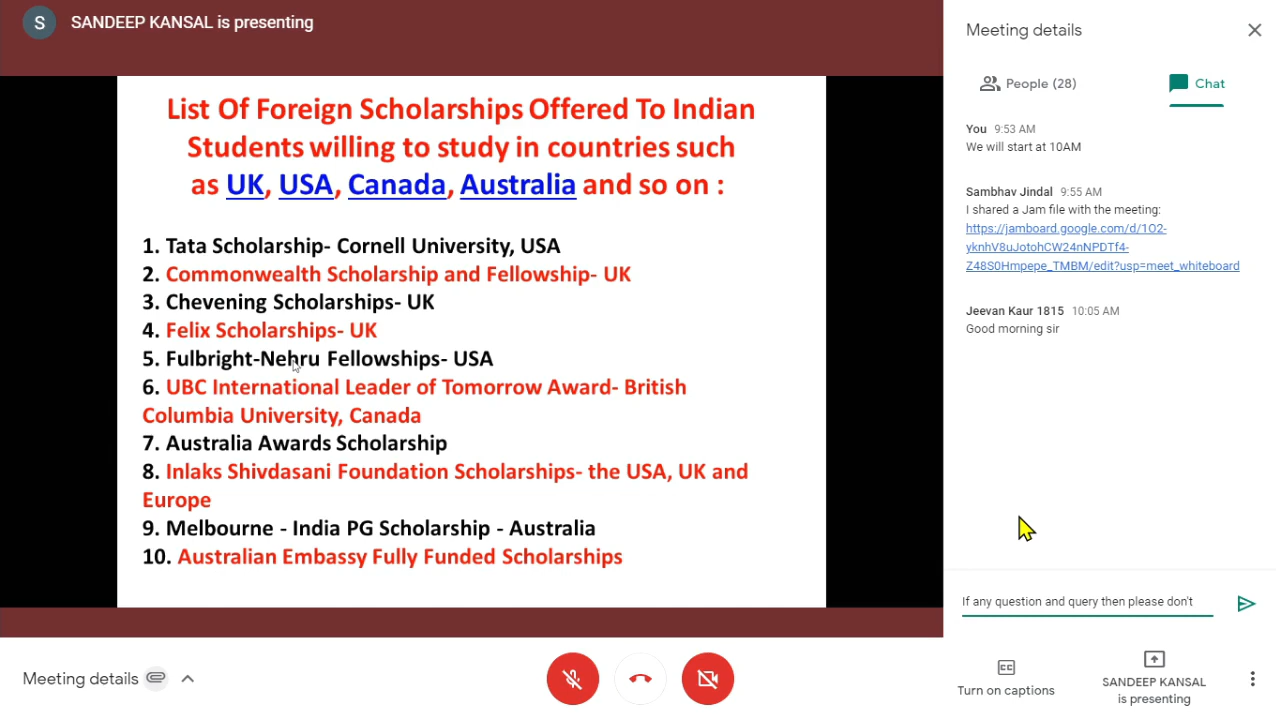 S SANDEEP KANSAL is presenting
List Of Foreign Scholarships Offered To Indian
Students willing to study in countries such
as UK, USA, Canada, Australia and so on :
1. Tata Scholarship- Cornell University, USA
2. Commonwealth Scholarship and Fellowship- UK
3. Chevening Scholarships- UK
4. Felix Scholarships- UK
5. Fulbright-Nehru Fellowships- USA
6. UBC International Leader of Tomorrow Award- British
Columbia University, Canada
7. Australia Awards Scholarship
8. Inlaks Shivdasani Foundation Scholarships- the USA, UK and
Europe
9. Melbourne - India PG Scholarship - Australia
10. Australian Embassy Fully Funded Scholarships
Meeting details
People (28) Chat
You 9:53 AM
We will start at 10AM
Sambhav Jindal 9:55 AM
I shared a Jam file with the meeting:
https://jamboard.google.com/d/1O2-
yknhV8uJotohCW24nNPDTf4-
Z48S0Hmpepe_TMBM/edit?usp=meet_whiteboard
Jeevan Kaur 1815 10:05 AM
Good morning sir
If any question and query then please don't
Meeting details
CC
Turn on captions
SANDEEP KANSAL
is presenting